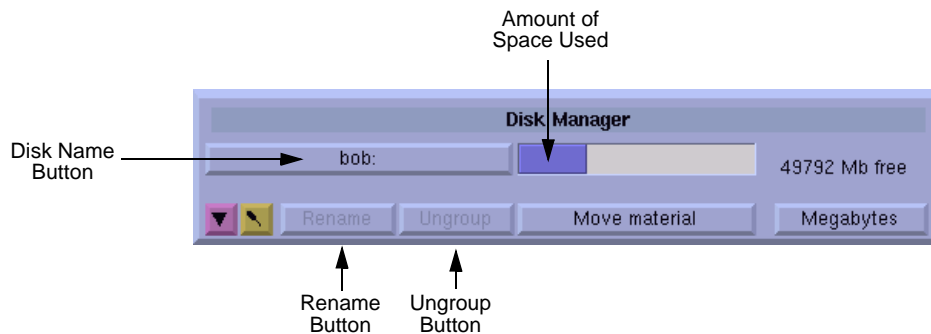 Amount of
Space Used
Disk Manager
Disk Name
Button
bob:
49792 Mb free
Rename
Ungroup
Move material
Megabytes
Rename
Button
Ungroup
Button